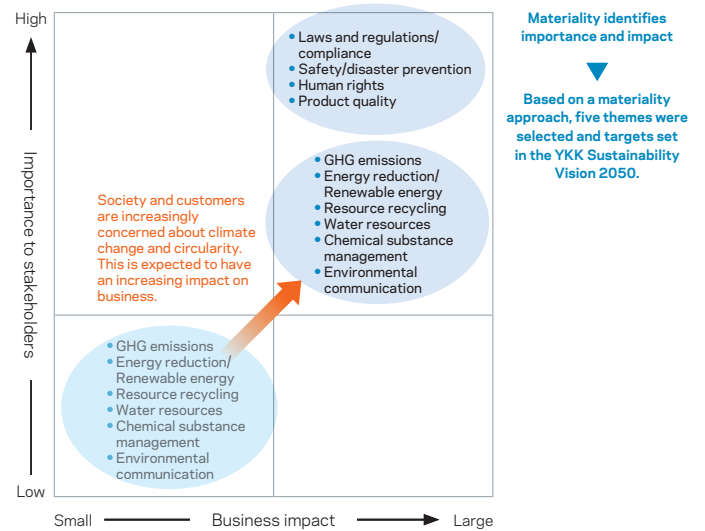 High
Importance to stakeholders
Low
Small
Business impact
Large
• Laws and regulations/
compliance
• Safety/disaster prevention
• Human rights
• Product quality
• GHG emissions
• Energy reduction/
Renewable energy
• Resource recycling
• Water resources
• Chemical substance
management
• Environmental
communication
Society and customers
are increasingly
concerned about climate
change and circularity.
This is expected to have
an increasing impact on
business.
• GHG emissions
• Energy reduction/
Renewable energy
• Resource recycling
• Water resources
• Chemical substance
management
• Environmental
communication
Materiality identifies
importance and impact
Based on a materiality
approach, five themes were
selected and targets set
in the YKK Sustainability
Vision 2050.